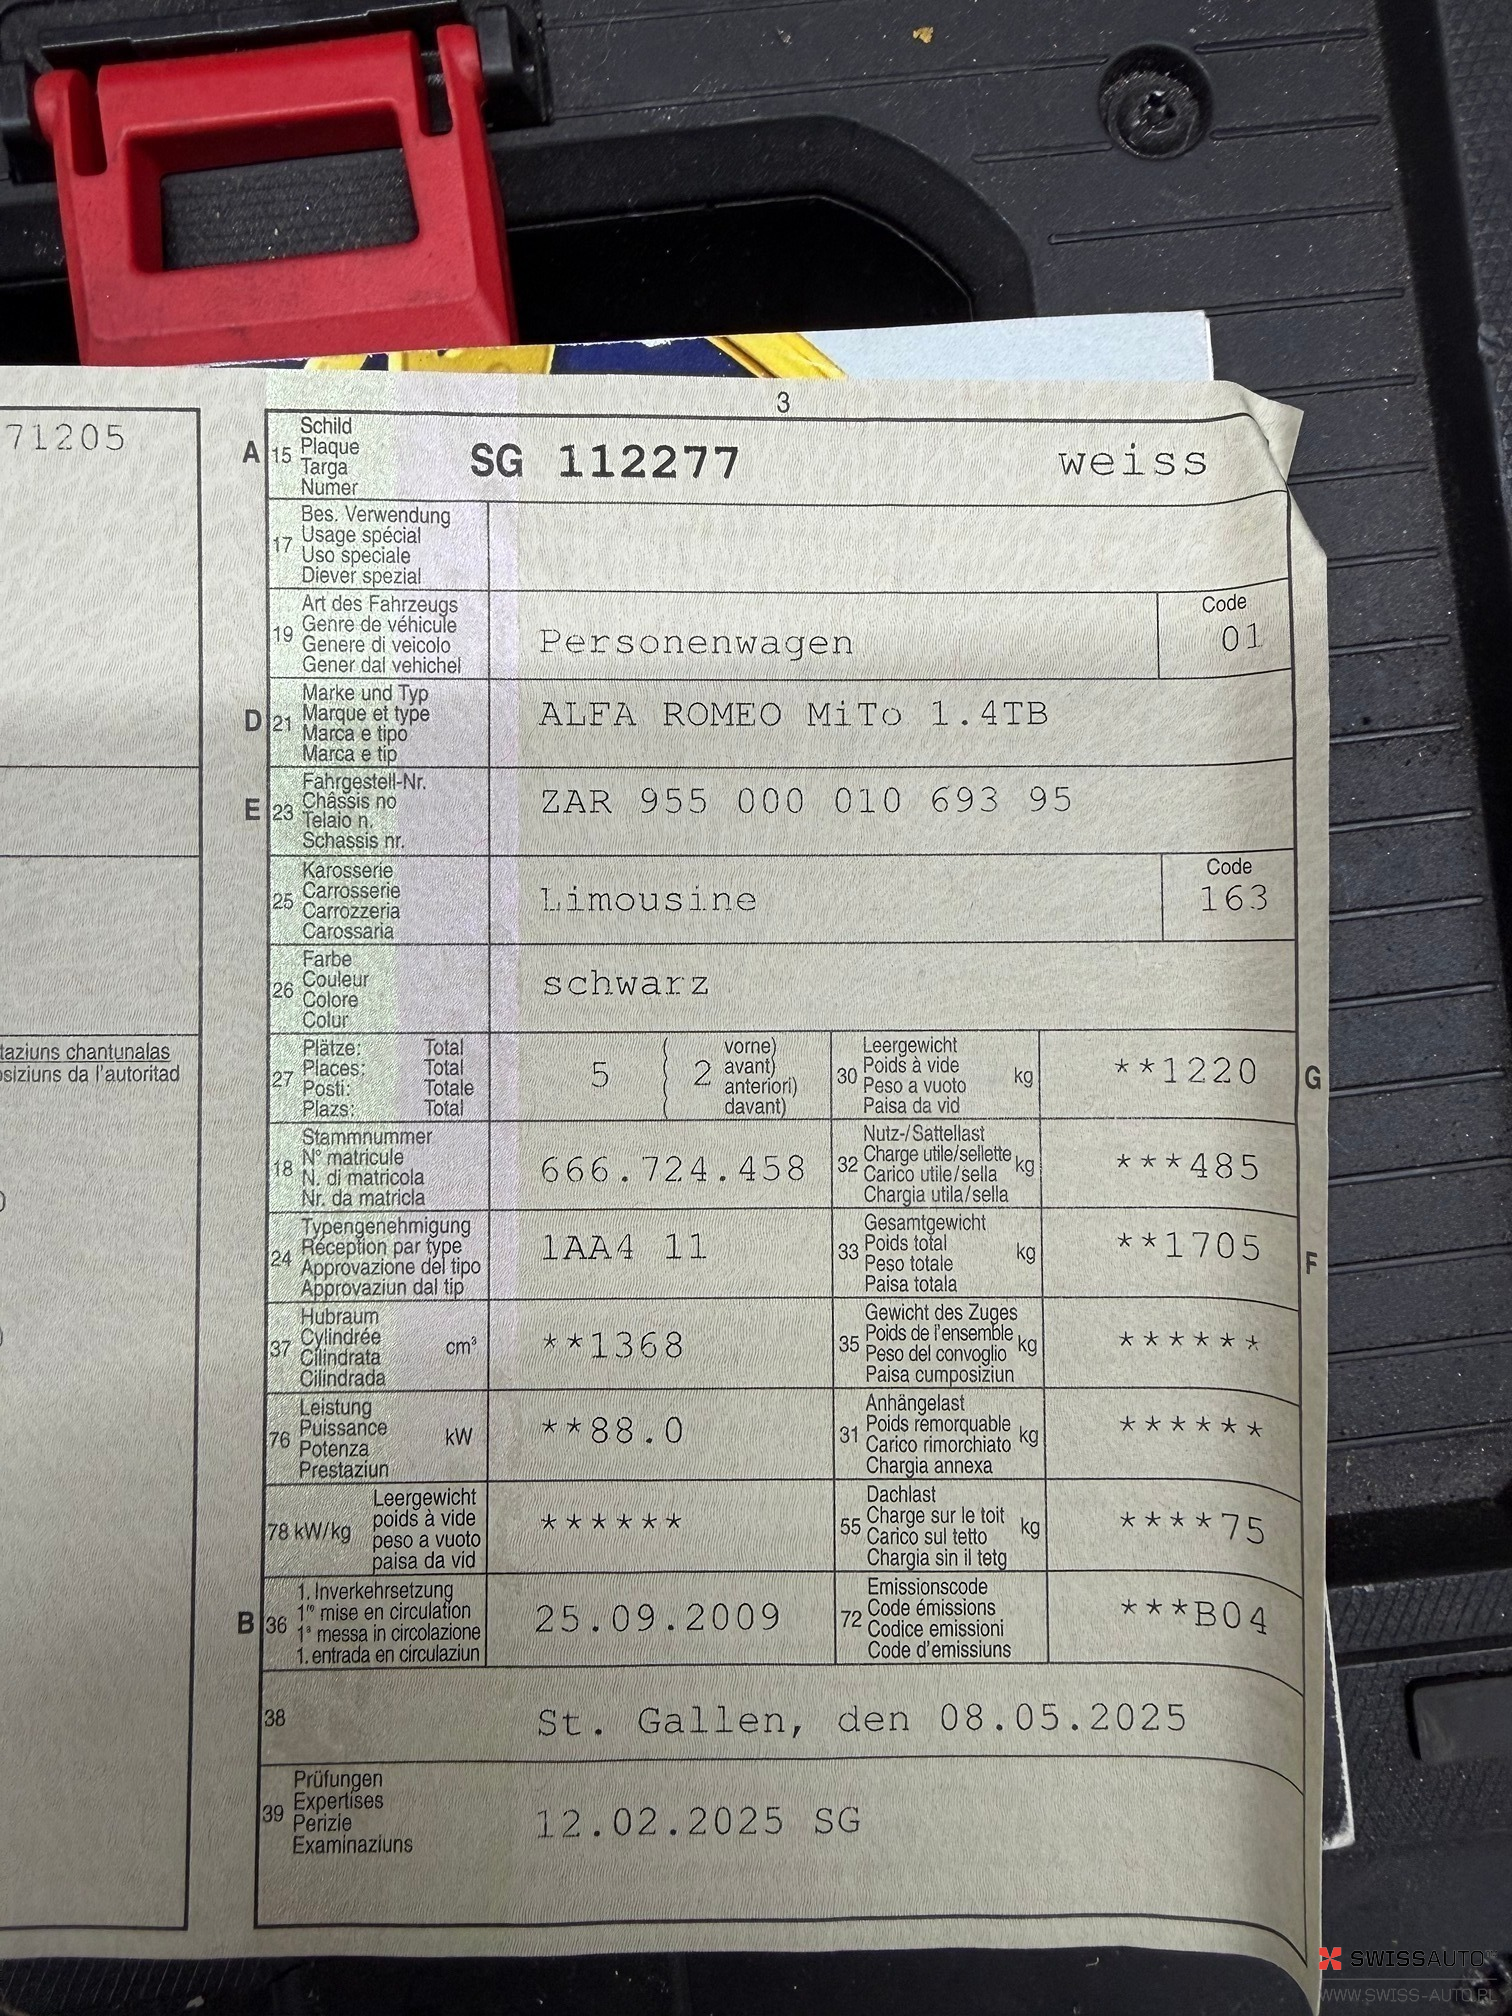 3
71205
A 15 Schild
Plaque
Targa
Numer
SG 112277 weiss
17 Bes. Verwendung
Usage spécial
Uso speciale
Diever spezial
19 Art des Fahrzeugs
Genre de véhicule
Genere di veicolo
Gener dal vehichel
Personenwagen
Code
01
D 21 Marke und Typ
Marque et type
Marca e tipo
Marca e tip
ALFA ROMEO MiTo 1.4TB
E 23 Fahrgestell-Nr.
Châssis no
Telaio n.
Schassis nr.
ZAR 955 000 010 693 95
25 Karosserie
Carrosserie
Carrozzeria
Carossaria
Limousine
Code
163
26 Farbe
Couleur
Colore
Colur
schwarz
taziuns chantunalas
siziuns da l'autoritad
27 Plätze: Total
Places: Total
Posti: Totale
Plazs: Total
5 ( 2 vorne)
( avant)
( anteriori)
( davant)
30 Leergewicht
Poids à vide
Peso a vuoto
Paisa da vid
kg
**1220
G
18 Stammnummer
N° matricule
N. di matricola
Nr. da matricla
666.724.458
32 Nutz-/Sattellast
Charge utile/sellette
Carico utile/sella
Chargia utila/sella
kg
***485
24 Typengenehmigung
Réception par type
Approvazione del tipo
Approvaziun dal tip
1AA4 11
33 Gesamtgewicht
Poids total
Peso totale
Paisa totala
kg
**1705
F
37 Hubraum
Cylindrée
Cilindrata
Cilindrada
cm³
**1368
35 Gewicht des Zuges
Poids de l'ensemble
Peso del convoglio
Paisa cumposiziun
kg
******
76 Leistung
Puissance
Potenza
Prestaziun
kW
**88.0
31 Anhängelast
Poids remorquable
Carico rimorchiato
Chargia annexa
kg
******
78 kW/kg Leergewicht
poids à vide
peso a vuoto
paisa da vid
******
55 Dachlast
Charge sur le toit
Carico sul tetto
Chargia sin il tetg
kg
****75
B 36 1. Inverkehrsetzung
1re mise en circulation
1a messa in circolazione
1. entrada en circulaziun
25.09.2009
72 Emissionscode
Code émissions
Codice emissioni
Code d'emissiuns
***B04
38 St. Gallen, den 08.05.2025
39 Prüfungen
Expertises
Perizie
Examinaziuns
12.02.2025 SG
SWISSAUTO
WWW.SWISS-AUTO.PL